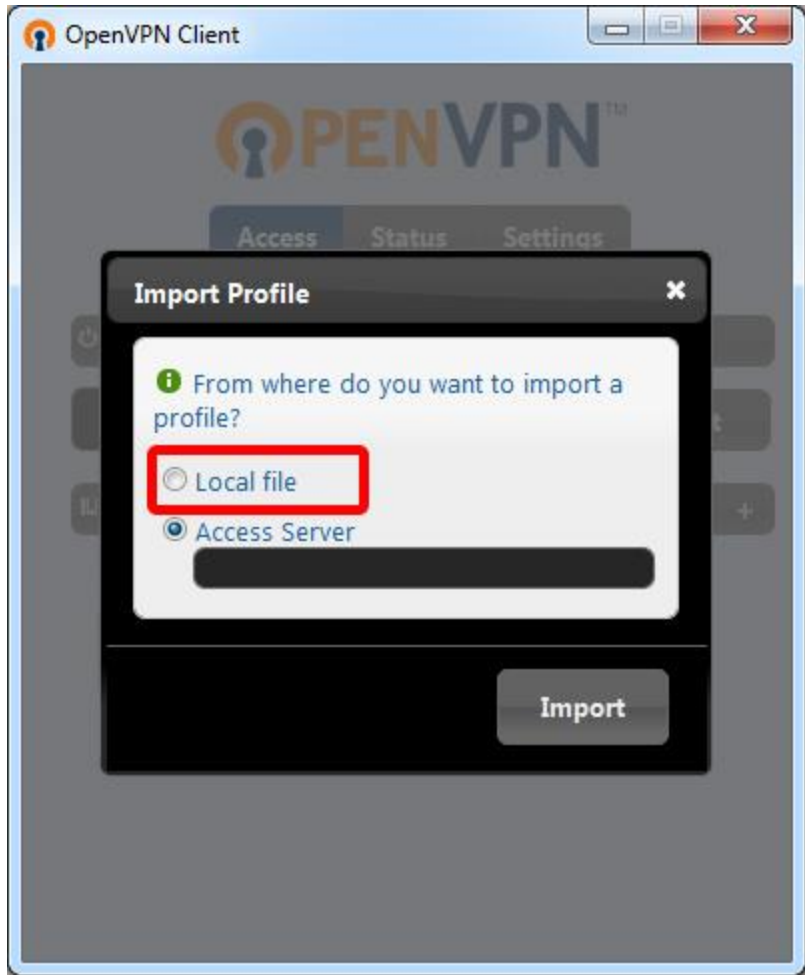 OpenVPN Client
OPENVPN™
Access Status Settings
Import Profile
From where do you want to import a
profile?
Local file
Access Server
Import